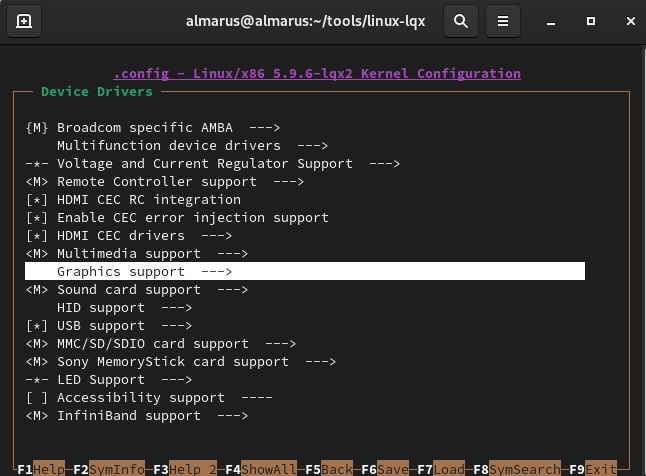 almarus@almarus:~/tools/linux-lqx
.config - Linux/x86 5.9.6-lqx2 Kernel Configuration
Device Drivers
{M} Broadcom specific AMBA  --->
    Multifunction device drivers  --->
-*- Voltage and Current Regulator Support  --->
<M> Remote Controller support  --->
[*] HDMI CEC RC integration
[*] Enable CEC error injection support
[*] HDMI CEC drivers  --->
<M> Multimedia support  --->
    Graphics support  --->
<M> Sound card support  --->
    HID support  --->
[*] USB support  --->
<M> MMC/SD/SDIO card support  --->
<M> Sony MemoryStick card support  --->
-*- LED Support  --->
[ ] Accessibility support  ----
<M> InfiniBand support  --->
F1Help F2SymInfo F3Help 2 F4ShowAll F5Back F6Save F7Load F8SymSearch F9Exit